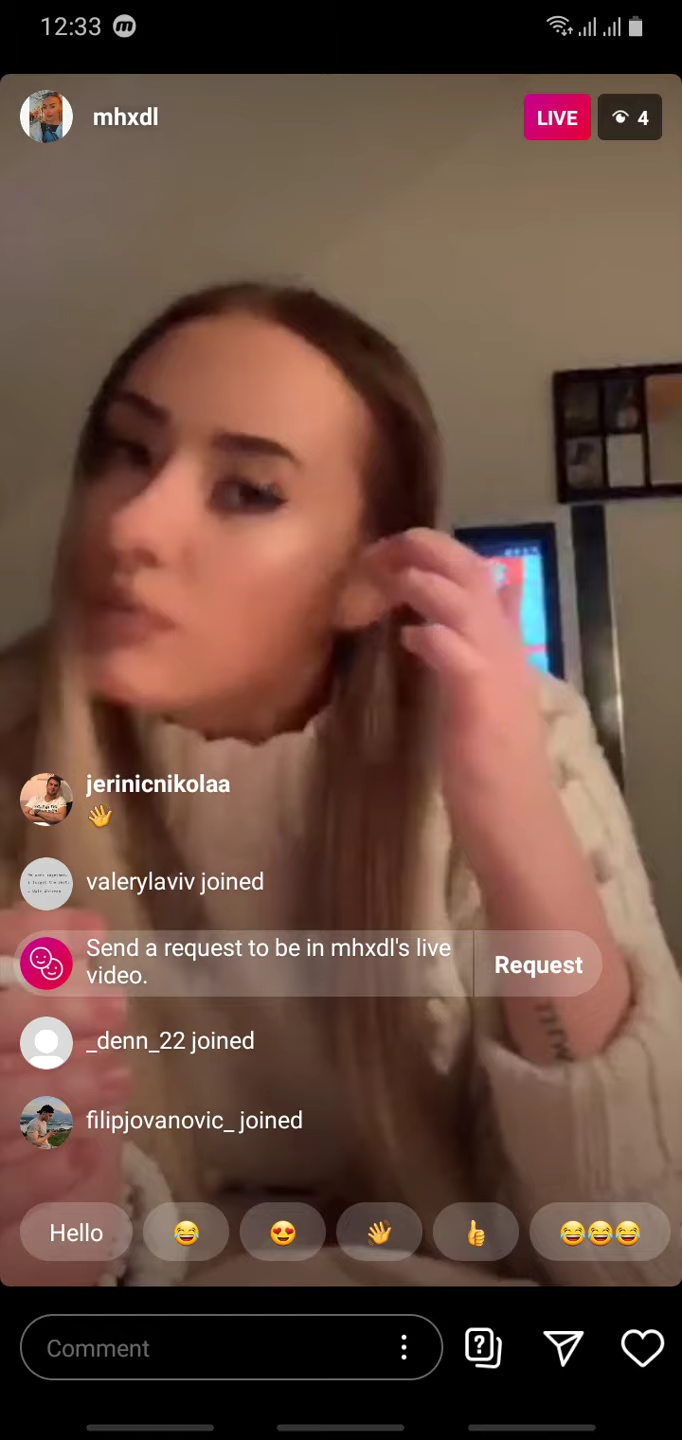 12:33
mhxdl
LIVE
4
jerinicnikolaa
👋
valerylaviv joined
Send a request to be in mhxdl's live
video.
Request
_denn_22 joined
filipjovanovic_ joined
Hello
😂
😍
👋
👍
😂😂😂
Comment